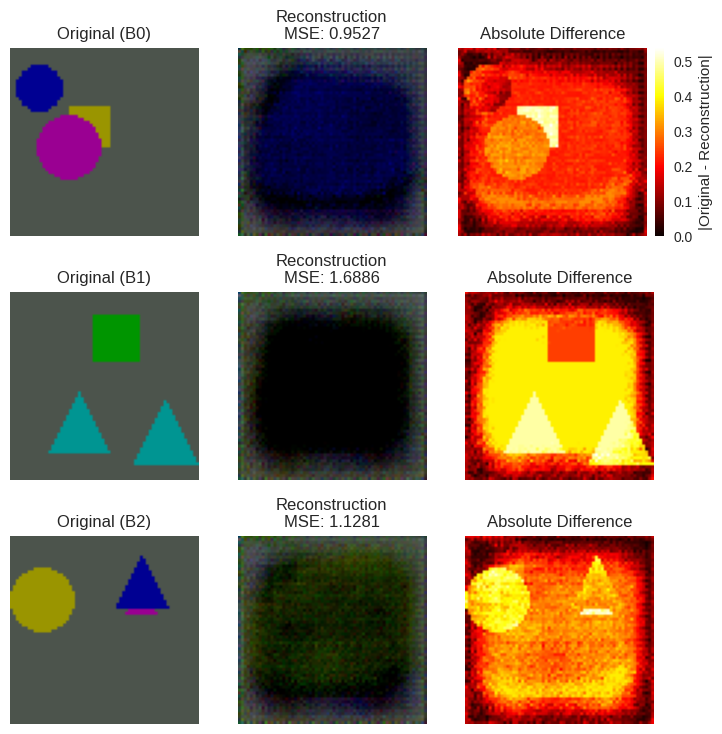 Original (B0)
Reconstruction
MSE: 0.9527
Absolute Difference
0.5
0.4
0.3
0.2
0.1
0.0
|Original - Reconstruction|
Original (B1)
Reconstruction
MSE: 1.6886
Absolute Difference
Original (B2)
Reconstruction
MSE: 1.1281
Absolute Difference